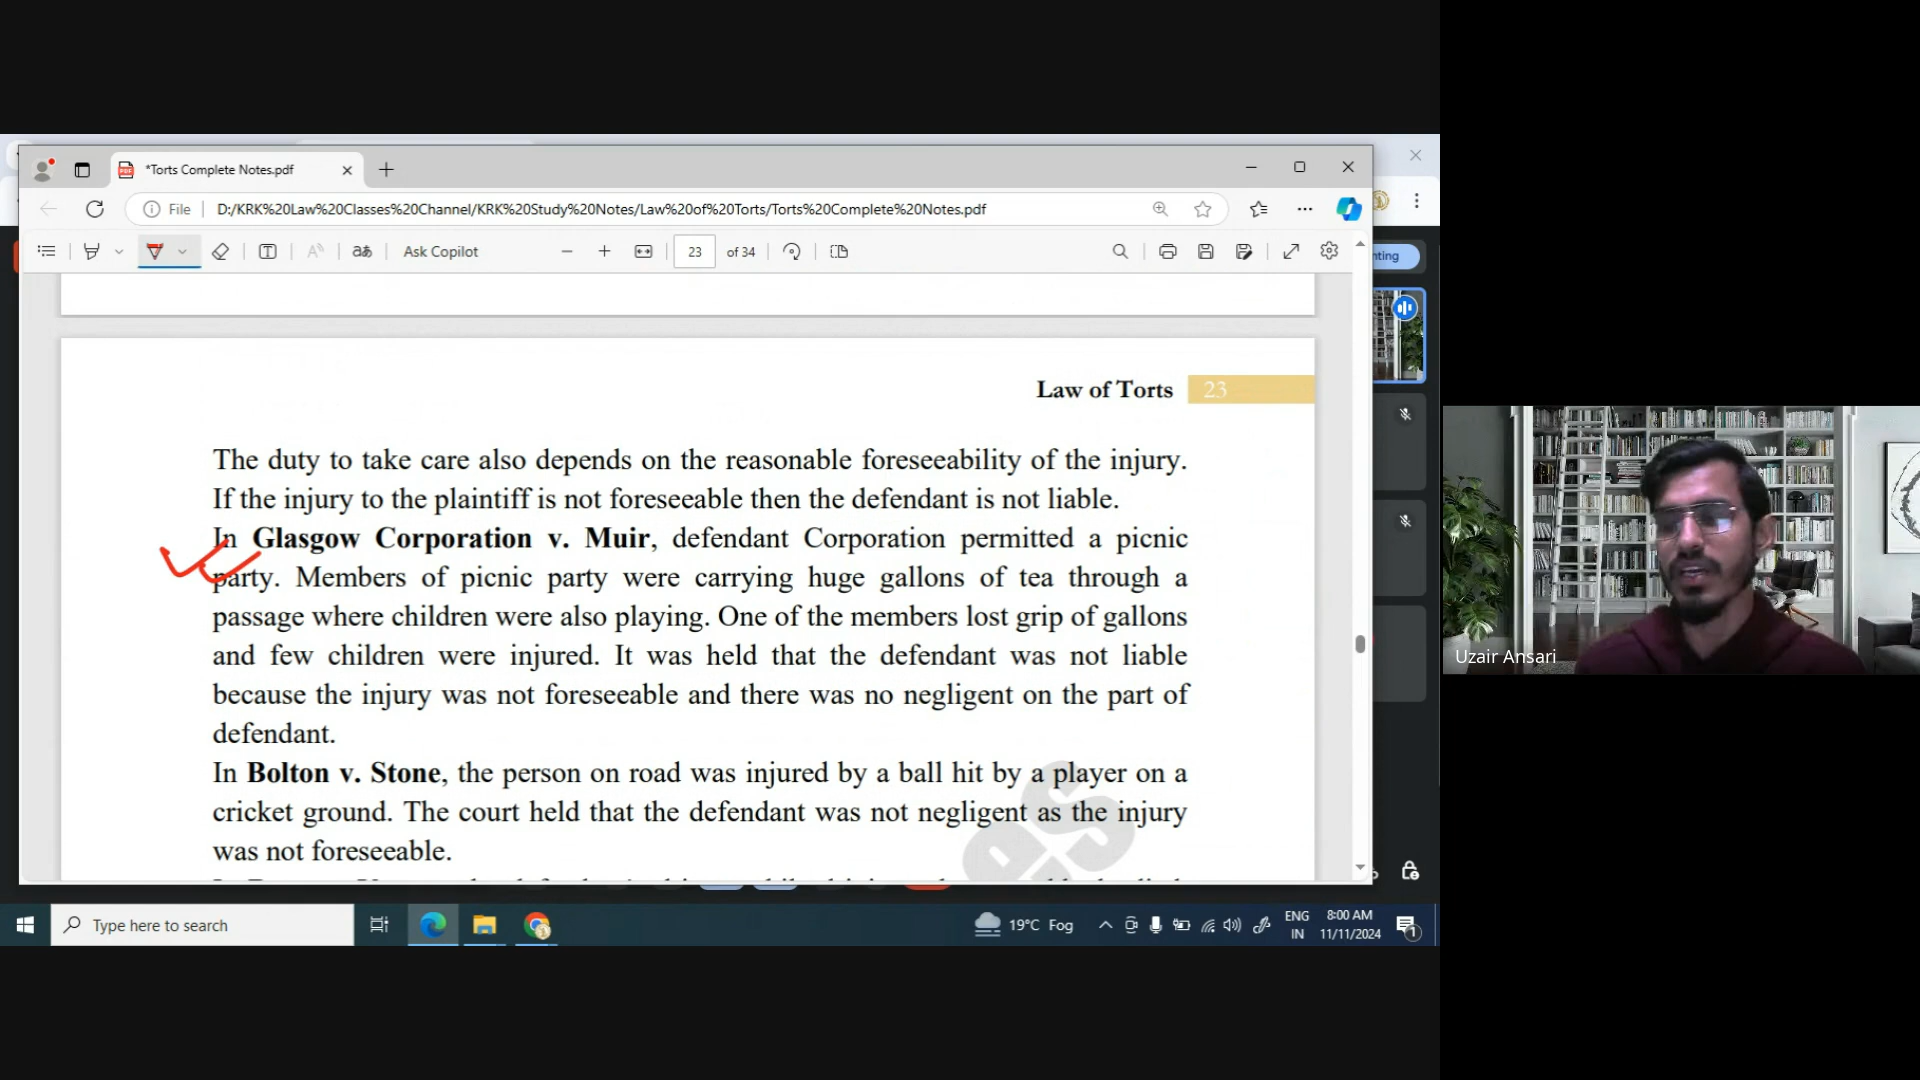 *Torts Complete Notes.pdf
File
D:/KRK%20Law%20Classes%20Channel/KRK%20Study%20Notes/Law%20of%20Torts/Torts%20Complete%20Notes.pdf
Ask Copilot
23
of 34
nting
Law of Torts 23
The duty to take care also depends on the reasonable foreseeability of the injury.
If the injury to the plaintiff is not foreseeable then the defendant is not liable.
In Glasgow Corporation v. Muir, defendant Corporation permitted a picnic
party. Members of picnic party were carrying huge gallons of tea through a
passage where children were also playing. One of the members lost grip of gallons
and few children were injured. It was held that the defendant was not liable
because the injury was not foreseeable and there was no negligent on the part of
defendant.
In Bolton v. Stone, the person on road was injured by a ball hit by a player on a
cricket ground. The court held that the defendant was not negligent as the injury
was not foreseeable.
es
Uzair Ansari
Type here to search
19°C Fog
ENG
IN
8:00 AM
11/11/2024
1